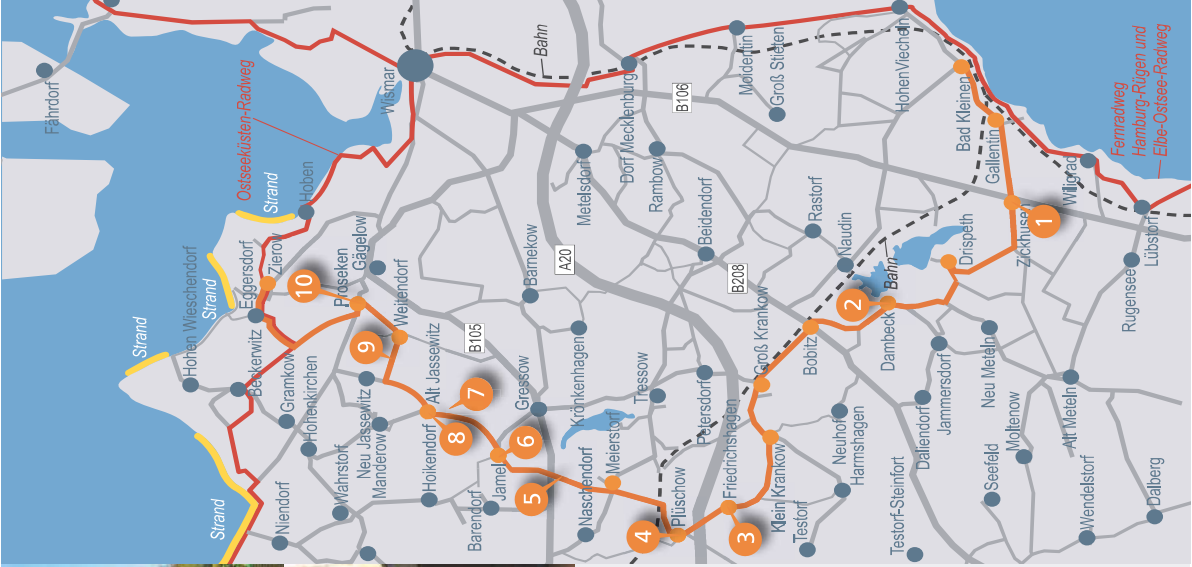 Fährdorf
Wismar
Bahn
Dorf Mecklenburg
Moidentin
Groß Stieten
Hohen Viecheln
Bad Kleinen
Gallentin
Fernradweg
Hamburg-Rügen und
Elbe-Ostsee-Radweg
B106
Ostseeküsten-Radweg
Strand
Hoben
Metelsdorf
Rambow
Wiligrad
Zickhusen
1
Lübstorf
Rugensee
Strand
Eggersdorf
Zierow
10
Proseken
Gägelow
Weitendorf
Barnekow
A20
Beidendorf
Rastorf
Naudin
Bahn
Dripeth
B208
2
Dambeck
Strand
Hohen Wieschendorf
Beckerwitz
Gramkow
Hohenkirchen
9
Alt Jassewitz
Neu Jassewitz
Manderow
B105
7
8
Gressow
Krönkenhagen
Tressow
Petersdorf
Groß Krankow
Bobitz
Jammersdorf
Neu Meteln
Alt Meteln
Strand
Niendorf
Wahrstorf
Hoikendorf
Barendorf
Jamel
6
5
Naschendorf
Meierstorf
4
Plüschow
Friedrichshagen
3
Klein Krankow
Testorf
Neuhof
Harmshagen
Dallendorf
Testorf-Steinfort
Seefeld
Moltenow
Wendelstorf
Dalberg